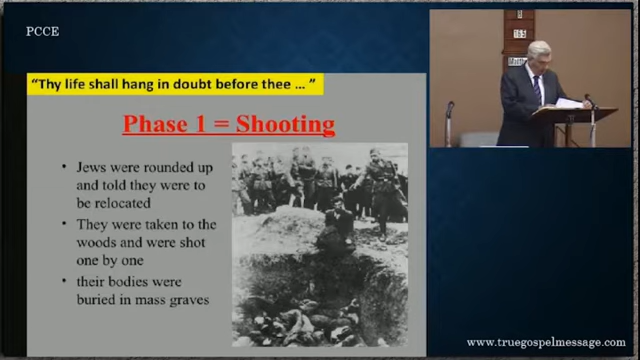 PCCE
“Thy life shall hang in doubt before thee ... ”
Phase 1 = Shooting
• Jews were rounded up
and told they were to
be relocated
• They were taken to the
woods and were shot
one by one
• their bodies were
buried in mass graves
165
www.truegospelmessage.com